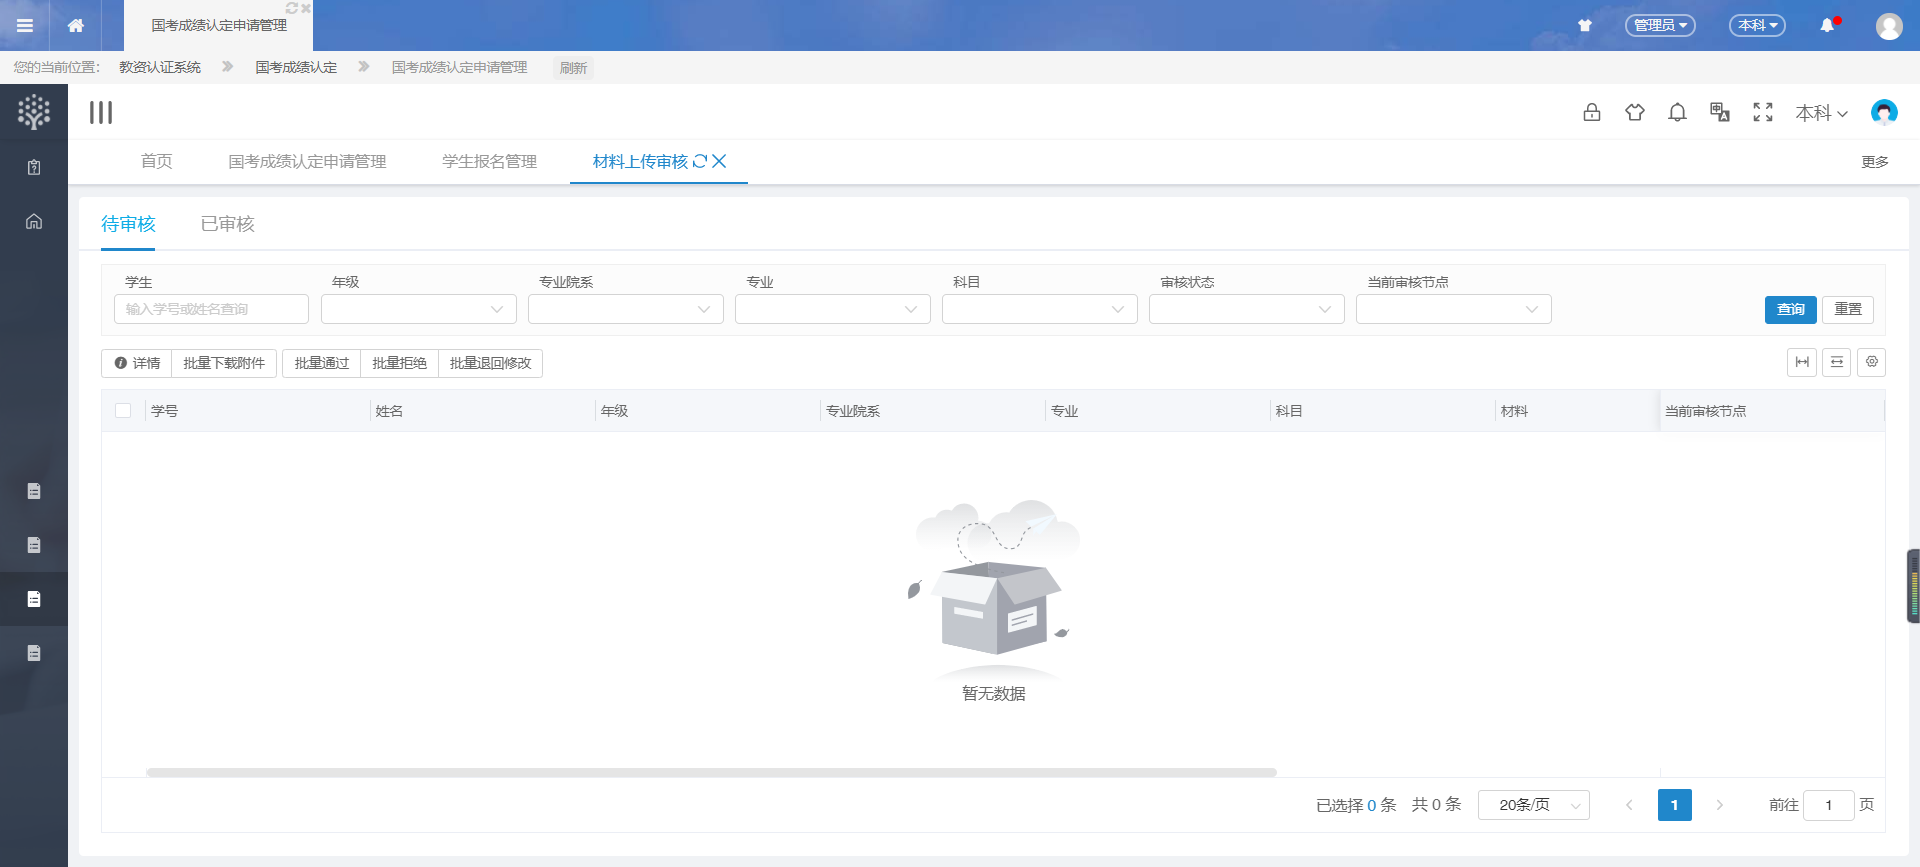 国考成绩认定申请管理
管理员
本科
您的当前位置: 教资认证系统 国考成绩认定 国考成绩认定申请管理 刷新
本科
首页 国考成绩认定申请管理 学生报名管理 材料上传审核 更多
待审核 已审核
学生 年级 专业院系 专业 科目 审核状态 当前审核节点
输入学号或姓名查询
查询 重置
详情 批量下载附件 批量通过 批量拒绝 批量退回修改
学号 姓名 年级 专业院系 专业 科目 材料 当前审核节点
暂无数据
已选择 0 条 共 0 条 20条/页 1 前往 1 页